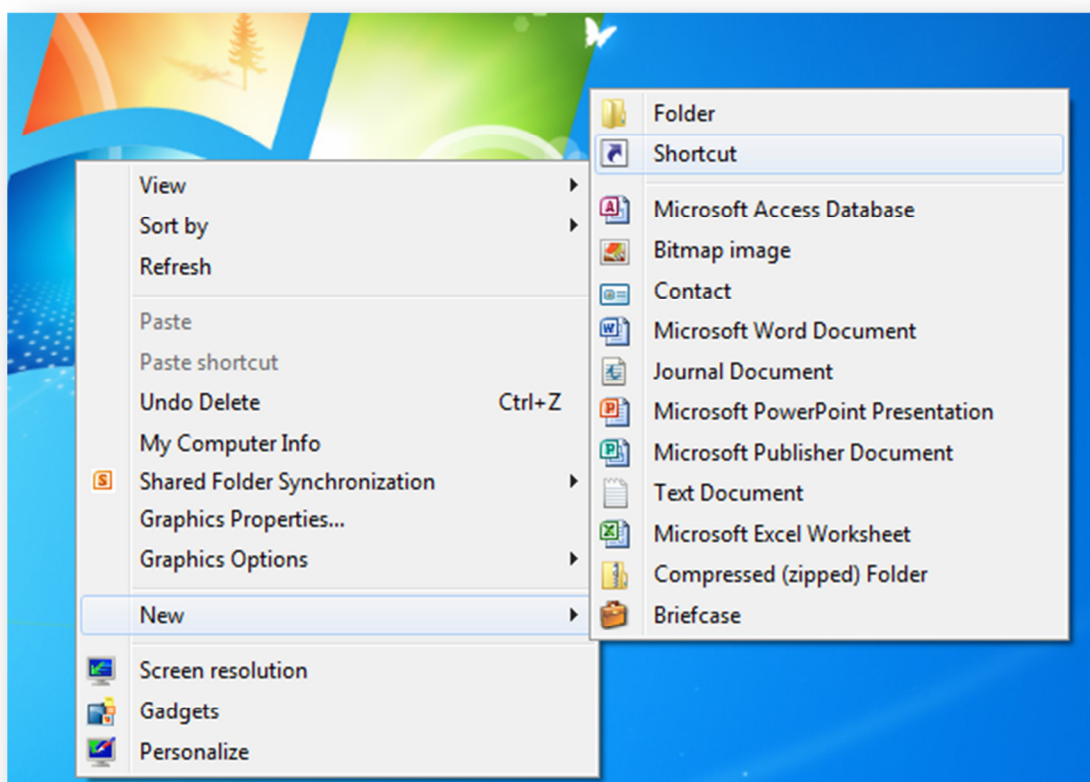 View
Sort by
Refresh
Paste
Paste shortcut
Undo Delete Ctrl+Z
My Computer Info
Shared Folder Synchronization
Graphics Properties...
Graphics Options
New
Screen resolution
Gadgets
Personalize
Folder
Shortcut
Microsoft Access Database
Bitmap image
Contact
Microsoft Word Document
Journal Document
Microsoft PowerPoint Presentation
Microsoft Publisher Document
Text Document
Microsoft Excel Worksheet
Compressed (zipped) Folder
Briefcase